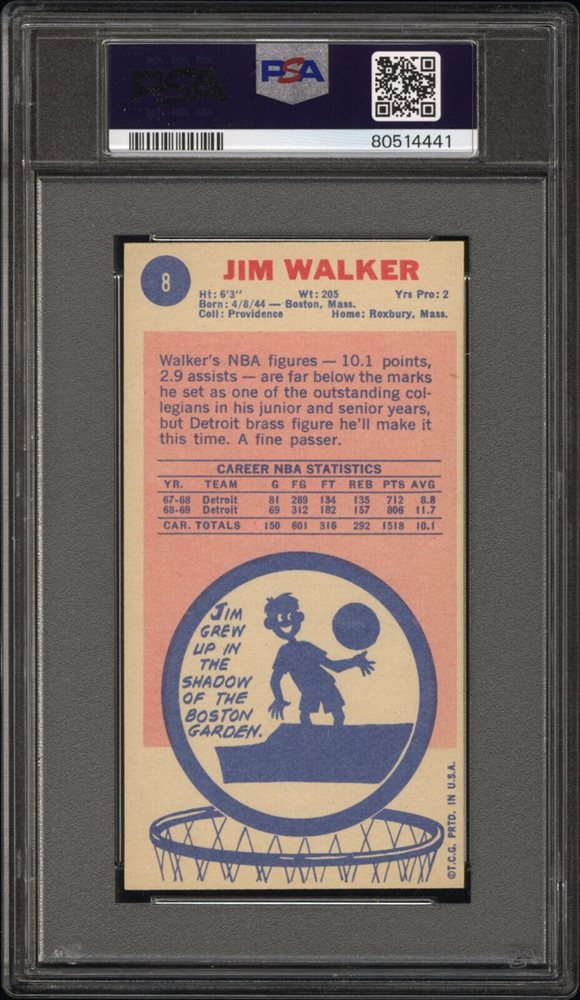 PSA
PSA
80514441
8
JIM WALKER
Ht: 6'3" Wt: 205 Yrs Pro: 2
Born: 4/8/44 — Boston, Mass.
Coll: Providence Home: Roxbury, Mass.
Walker's NBA figures — 10.1 points,
2.9 assists — are far below the marks
he set as one of the outstanding col-
legians in his junior and senior years,
but Detroit brass figure he'll make it
this time. A fine passer.
CAREER NBA STATISTICS
YR. TEAM G FG FT REB PTS AVG
67-68 Detroit 81 289 134 135 712 8.8
68-69 Detroit 69 312 182 157 806 11.7
CAR. TOTALS 150 601 316 292 1518 10.1
JIM
GREW
UP IN
THE
SHADOW
OF THE
BOSTON
GARDEN.
©T.C.G. PRTD. IN U.S.A.